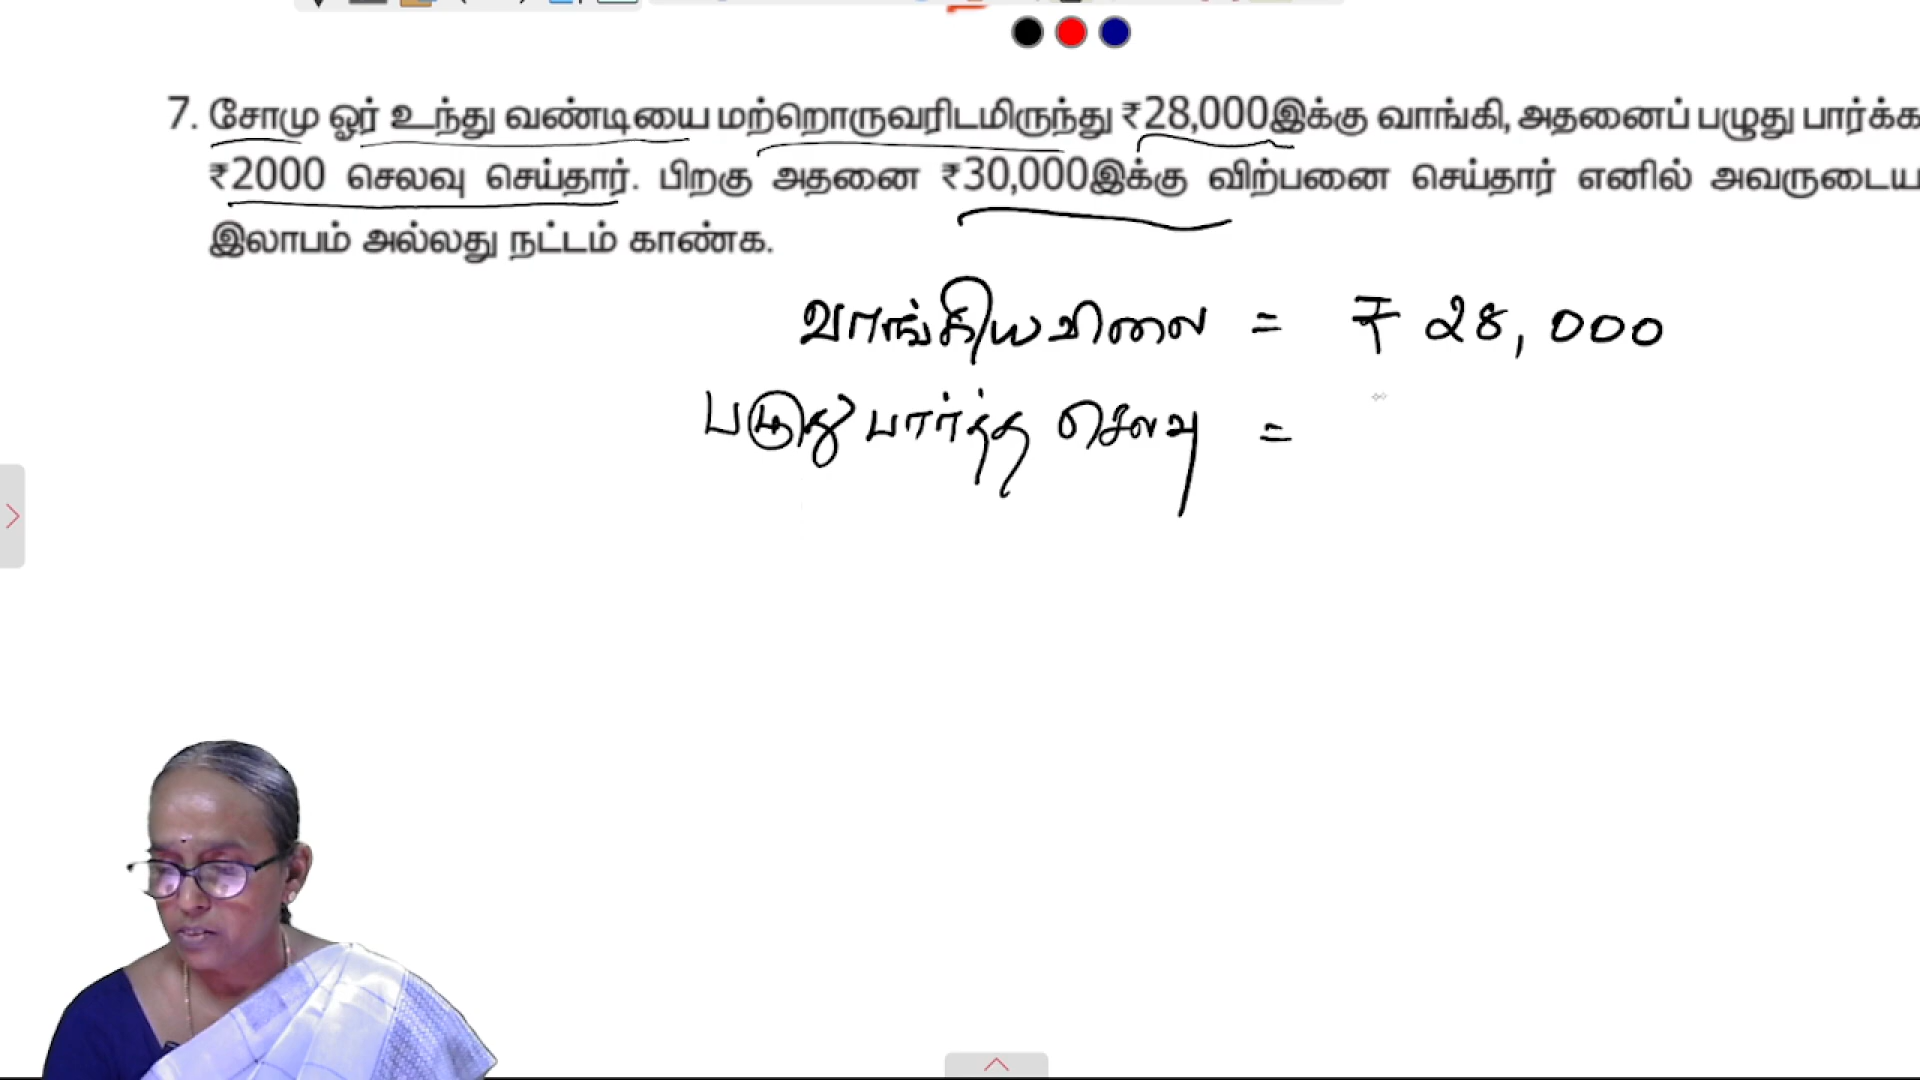 7. சோமு ஓர் உந்து வண்டியை மற்றொருவரிடமிருந்து ₹28,000இக்கு வாங்கி, அதனைப் பழுது பார்க்க
₹2000 செலவு செய்தார். பிறகு அதனை ₹30,000இக்கு விற்பனை செய்தார் எனில் அவருடைய
இலாபம் அல்லது நட்டம் காண்க.
வாங்கிய விலை = ₹ 28,000
பழுது பார்த்த செலவு =